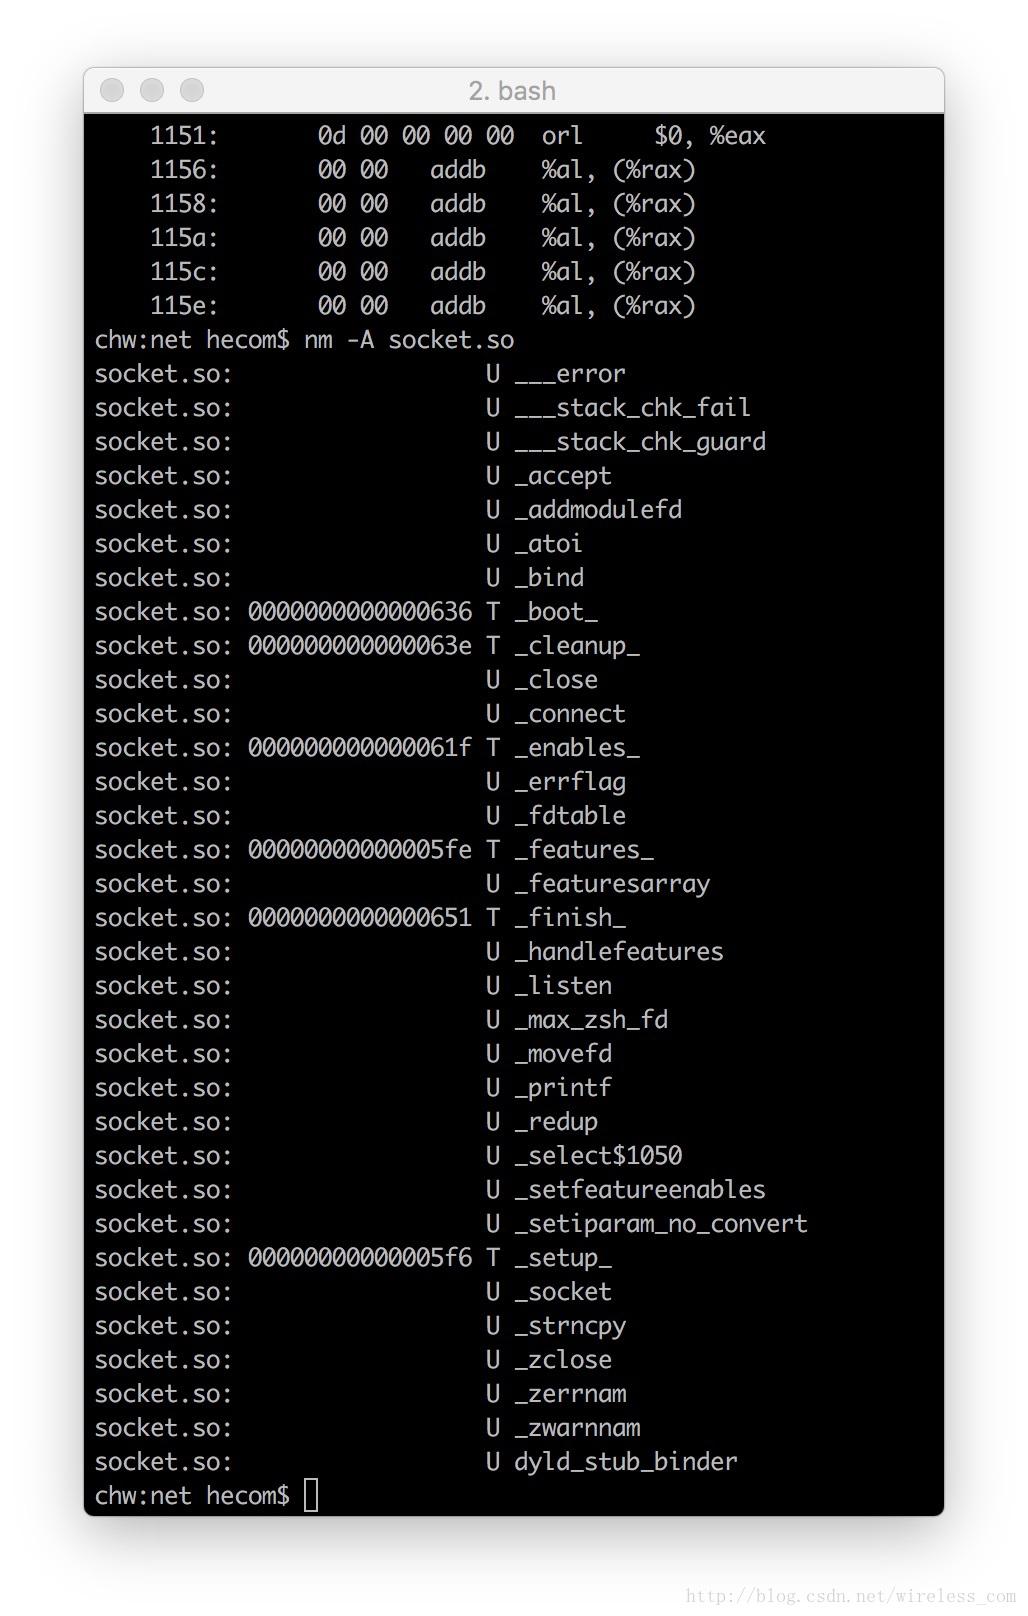 2. bash
1151: 0d 00 00 00 00 orl $0, %eax
1156: 00 00 addb %al, (%rax)
1158: 00 00 addb %al, (%rax)
115a: 00 00 addb %al, (%rax)
115c: 00 00 addb %al, (%rax)
115e: 00 00 addb %al, (%rax)
chw:net hecom$ nm -A socket.so
socket.so: U ___error
socket.so: U ___stack_chk_fail
socket.so: U ___stack_chk_guard
socket.so: U _accept
socket.so: U _addmodulefd
socket.so: U _atoi
socket.so: U _bind
socket.so: 0000000000000636 T _boot_
socket.so: 000000000000063e T _cleanup_
socket.so: U _close
socket.so: U _connect
socket.so: 000000000000061f T _enables_
socket.so: U _errflag
socket.so: U _fdtable
socket.so: 00000000000005fe T _features_
socket.so: U _featuresarray
socket.so: 0000000000000651 T _finish_
socket.so: U _handlefeatures
socket.so: U _listen
socket.so: U _max_zsh_fd
socket.so: U _movefd
socket.so: U _printf
socket.so: U _redup
socket.so: U _select$1050
socket.so: U _setfeatureenables
socket.so: U _setiparam_no_convert
socket.so: 00000000000005f6 T _setup_
socket.so: U _socket
socket.so: U _strncpy
socket.so: U _zclose
socket.so: U _zerrnam
socket.so: U _zwarnnam
socket.so: U dyld_stub_binder
chw:net hecom$
http://blog.csdn.net/wireless_com